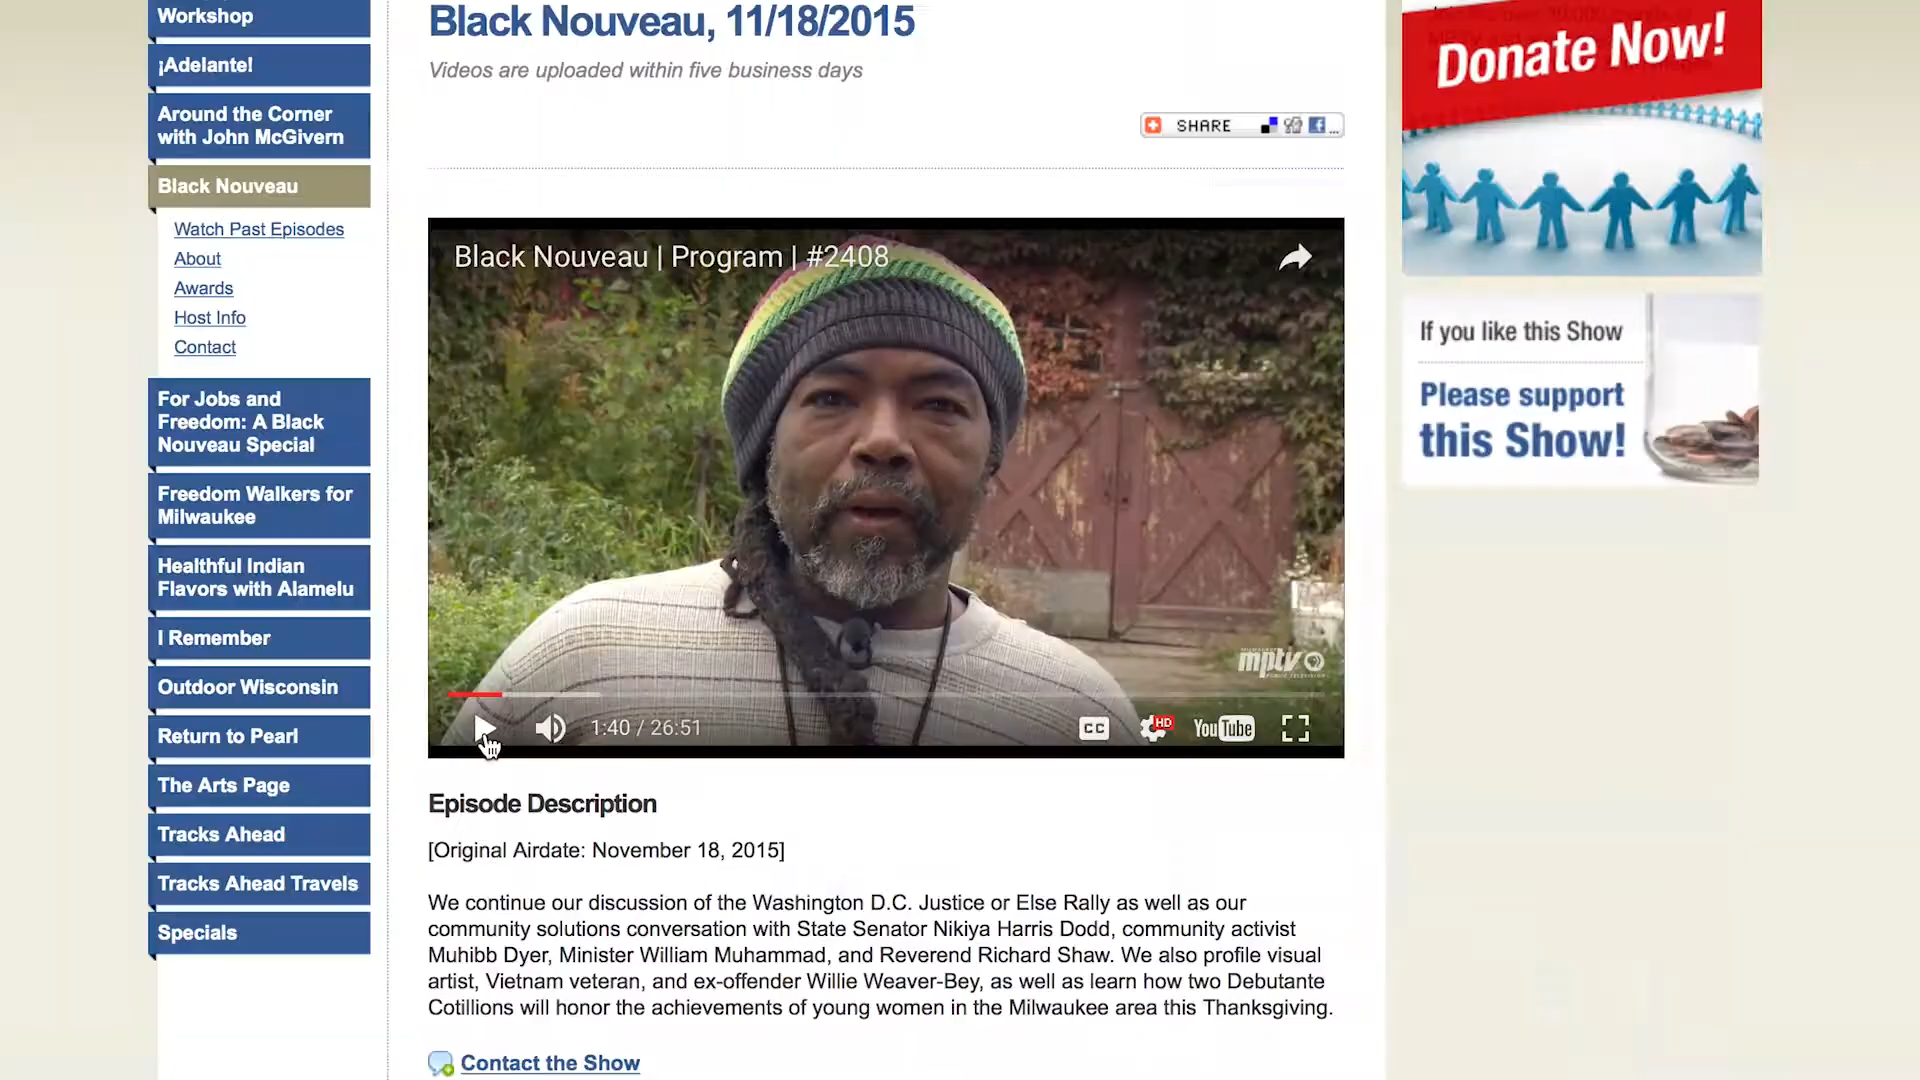 Workshop
¡Adelante!
Around the Corner
with John McGivern
Black Nouveau
Watch Past Episodes
About
Awards
Host Info
Contact
For Jobs and
Freedom: A Black
Nouveau Special
Freedom Walkers for
Milwaukee
Healthful Indian
Flavors with Alamelu
I Remember
Outdoor Wisconsin
Return to Pearl
The Arts Page
Tracks Ahead
Tracks Ahead Travels
Specials
Black Nouveau, 11/18/2015
Videos are uploaded within five business days
SHARE
...
Black Nouveau | Program | #2408
mptv
1:40 / 26:51
CC
HD
YouTube
Episode Description
[Original Airdate: November 18, 2015]
We continue our discussion of the Washington D.C. Justice or Else Rally as well as our
community solutions conversation with State Senator Nikiya Harris Dodd, community activist
Muhibb Dyer, Minister William Muhammad, and Reverend Richard Shaw. We also profile visual
artist, Vietnam veteran, and ex-offender Willie Weaver-Bey, as well as learn how two Debutante
Cotillions will honor the achievements of young women in the Milwaukee area this Thanksgiving.
Contact the Show
Donate Now!
If you like this Show
Please support
this Show!